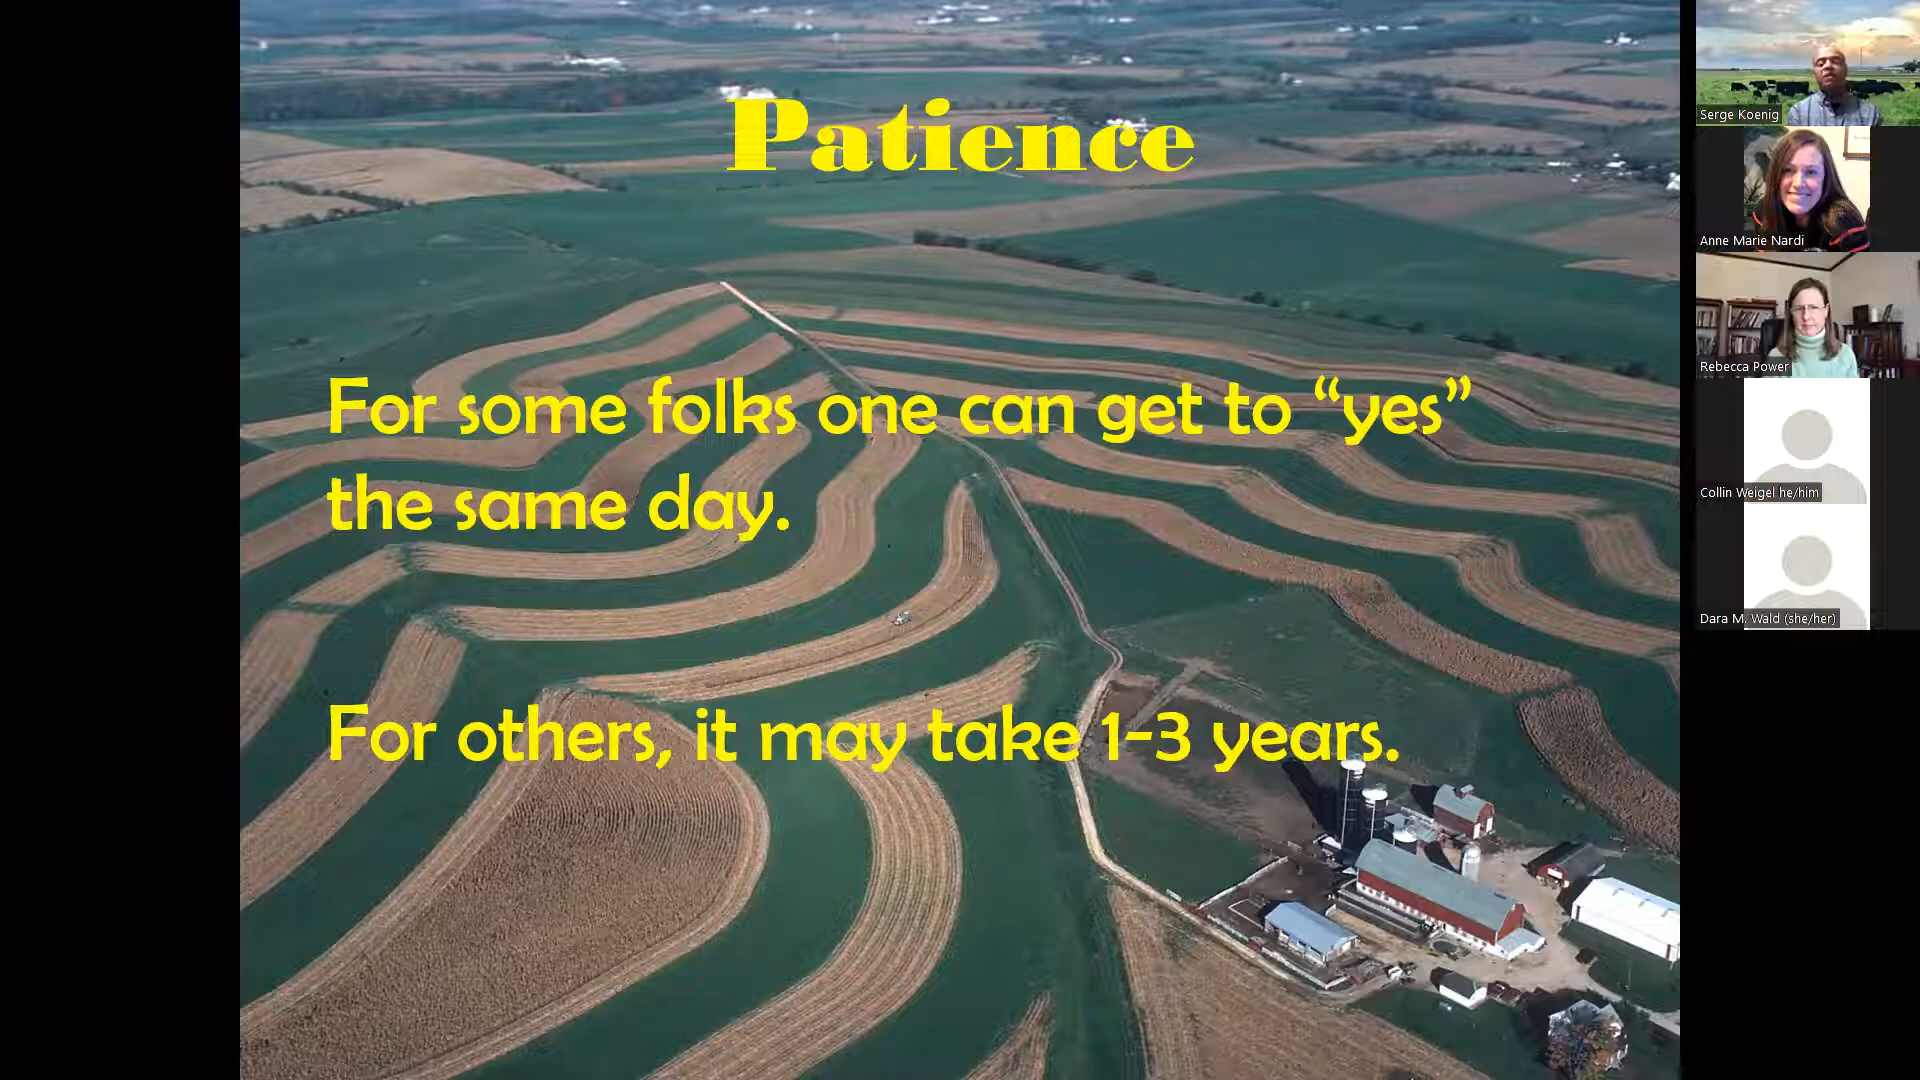 Patience
For some folks one can get to “yes”
the same day.
For others, it may take 1-3 years.
Serge Koenig
Anne Marie Nardi
Rebecca Power
Collin Weigel he/him
Dara M. Wald (she/her)